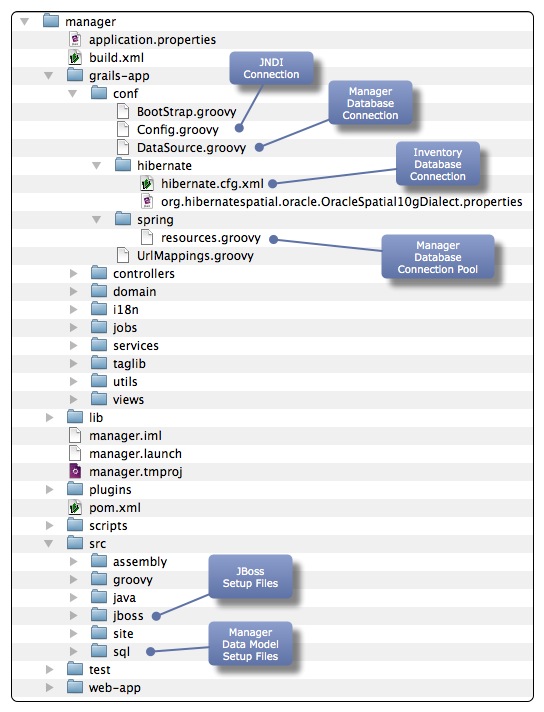 manager
application.properties
build.xml
grails-app
JNDI
Connection
conf
Manager
Database
Connection
BootStrap.groovy
Config.groovy
DataSource.groovy
Inventory
Database
Connection
hibernate
hibernate.cfg.xml
org.hibernatespatial.oracle.OracleSpatial10gDialect.properties
spring
resources.groovy
Manager
Database
Connection Pool
UrlMappings.groovy
controllers
domain
i18n
jobs
services
taglib
utils
views
lib
manager.iml
manager.launch
manager.tmproj
plugins
pom.xml
scripts
src
assembly
JBoss
Setup Files
groovy
java
jboss
site
Manager
Data Model
Setup Files
sql
test
web-app